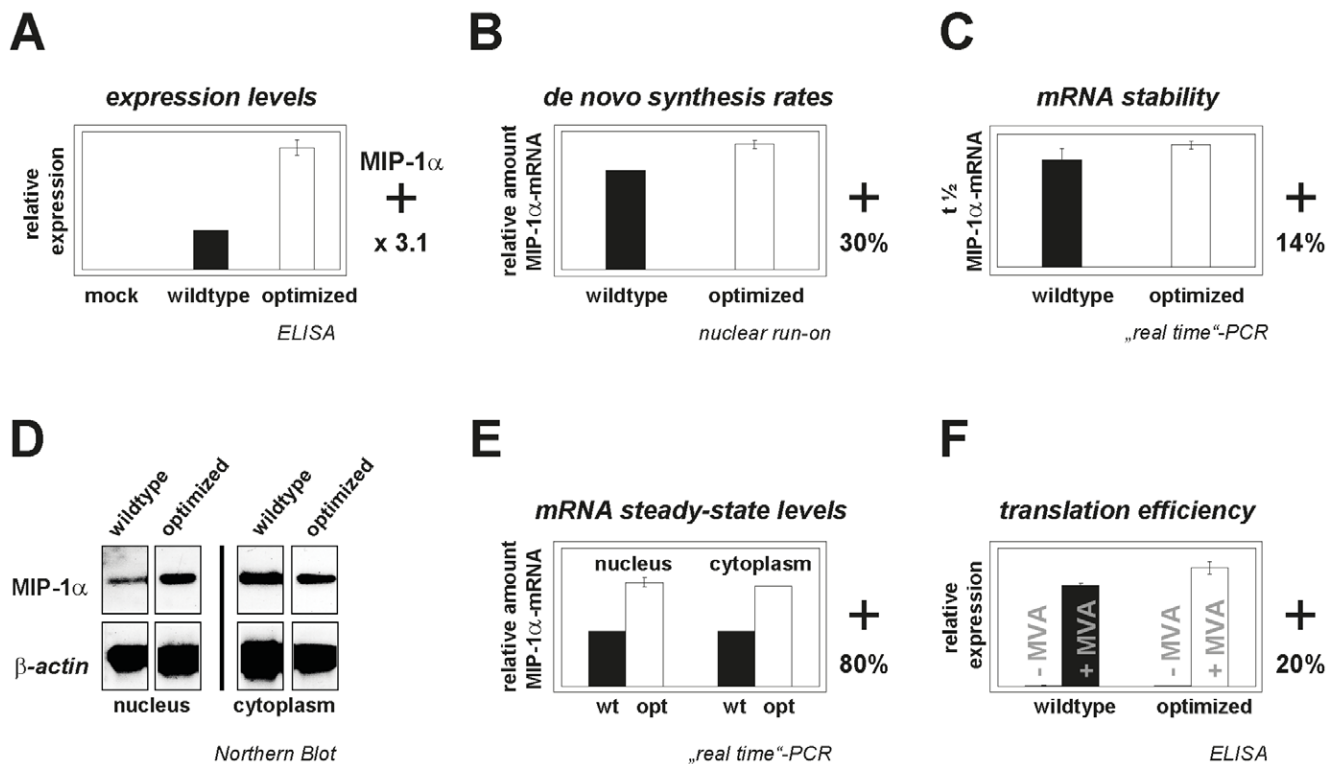 A
expression levels
relative
expression
MIP-1α
+
x 3.1
mock wildtype optimized
ELISA
B
de novo synthesis rates
relative amount
MIP-1α-mRNA
+
30%
wildtype optimized
nuclear run-on
C
mRNA stability
t ½
MIP-1α-mRNA
+
14%
wildtype optimized
„real time“-PCR
D
wildtype optimized wildtype optimized
MIP-1α
β-actin
nucleus cytoplasm
Northern Blot
E
mRNA steady-state levels
relative amount
MIP-1α-mRNA
nucleus cytoplasm
+
80%
wt opt wt opt
„real time“-PCR
F
translation efficiency
relative
expression
- MVA + MVA - MVA + MVA
+
20%
wildtype optimized
ELISA